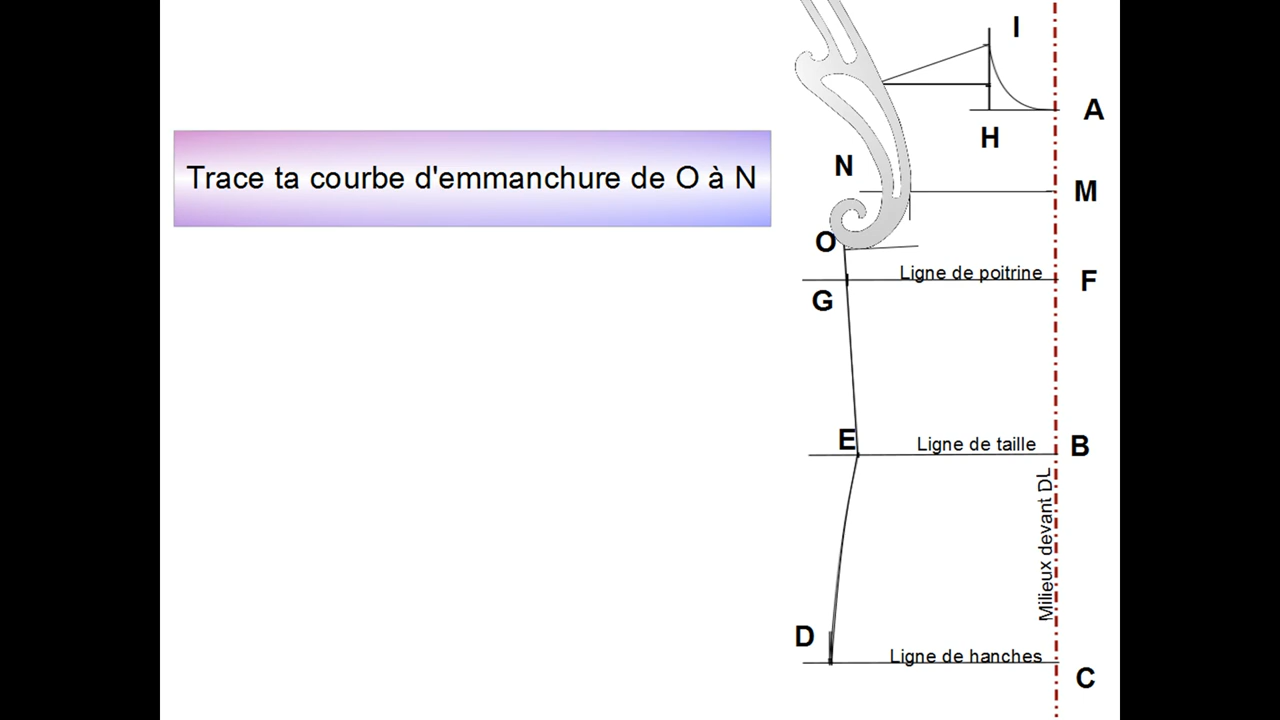 I
A
H
Trace ta courbe d'emmanchure de O à N
N
M
O
Ligne de poitrine
F
G
E
Ligne de taille
B
Milieux devant DL
D
Ligne de hanches
C